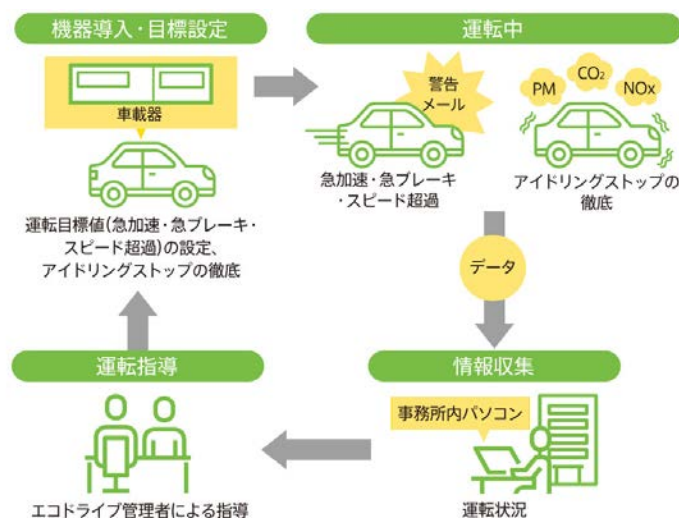 機器導入・目標設定
車載器
運転目標値(急加速・急ブレーキ・
スピード超過)の設定、
アイドリングストップの徹底
運転中
警告
メール
急加速・急ブレーキ
・スピード超過
PM
CO₂
NOx
アイドリングストップの
徹底
データ
情報収集
事務所内パソコン
運転状況
運転指導
エコドライブ管理者による指導